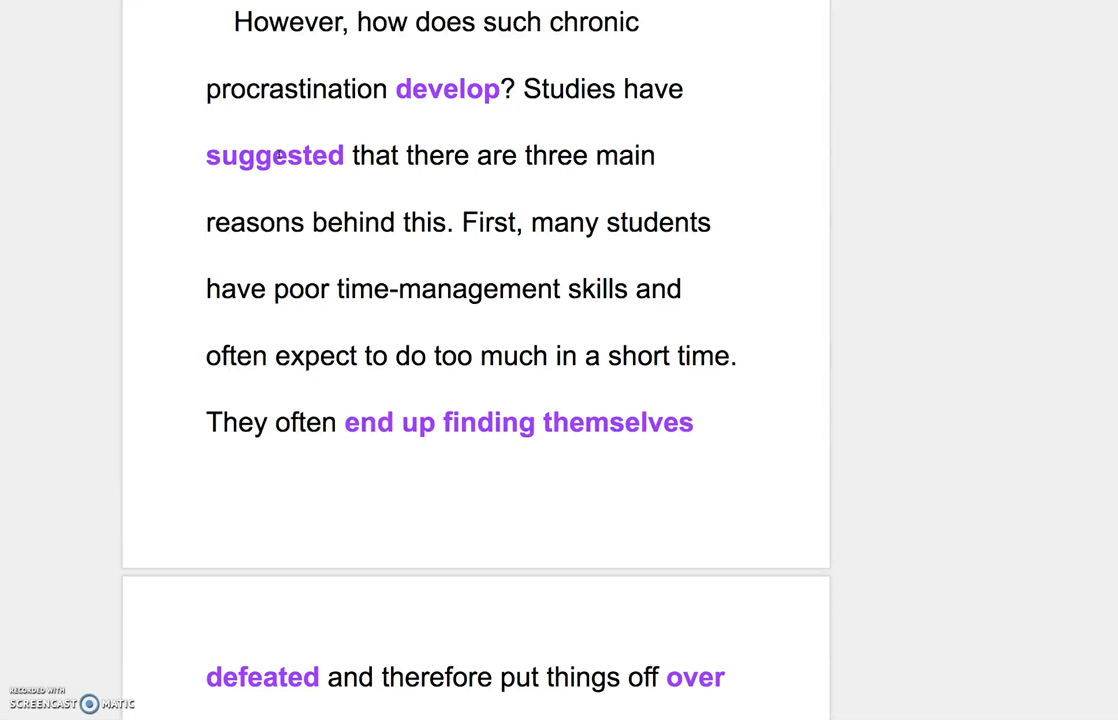 However, how does such chronic
procrastination develop? Studies have
suggested that there are three main
reasons behind this. First, many students
have poor time-management skills and
often expect to do too much in a short time.
They often end up finding themselves
defeated and therefore put things off over
RECORDED WITH
SCREENCAST MATIC